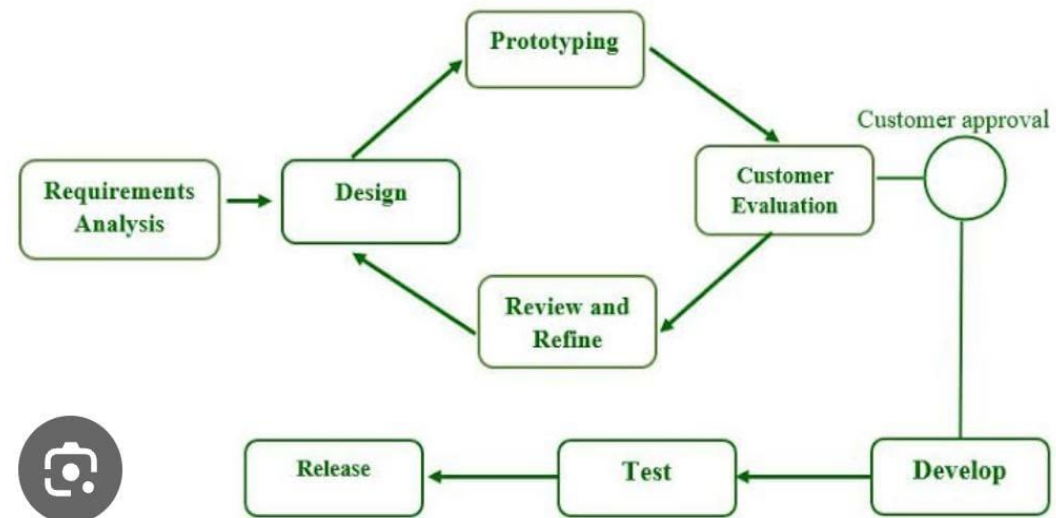 Prototyping
Customer approval
Requirements
Analysis
Design
Customer
Evaluation
Review and
Refine
Release
Test
Develop